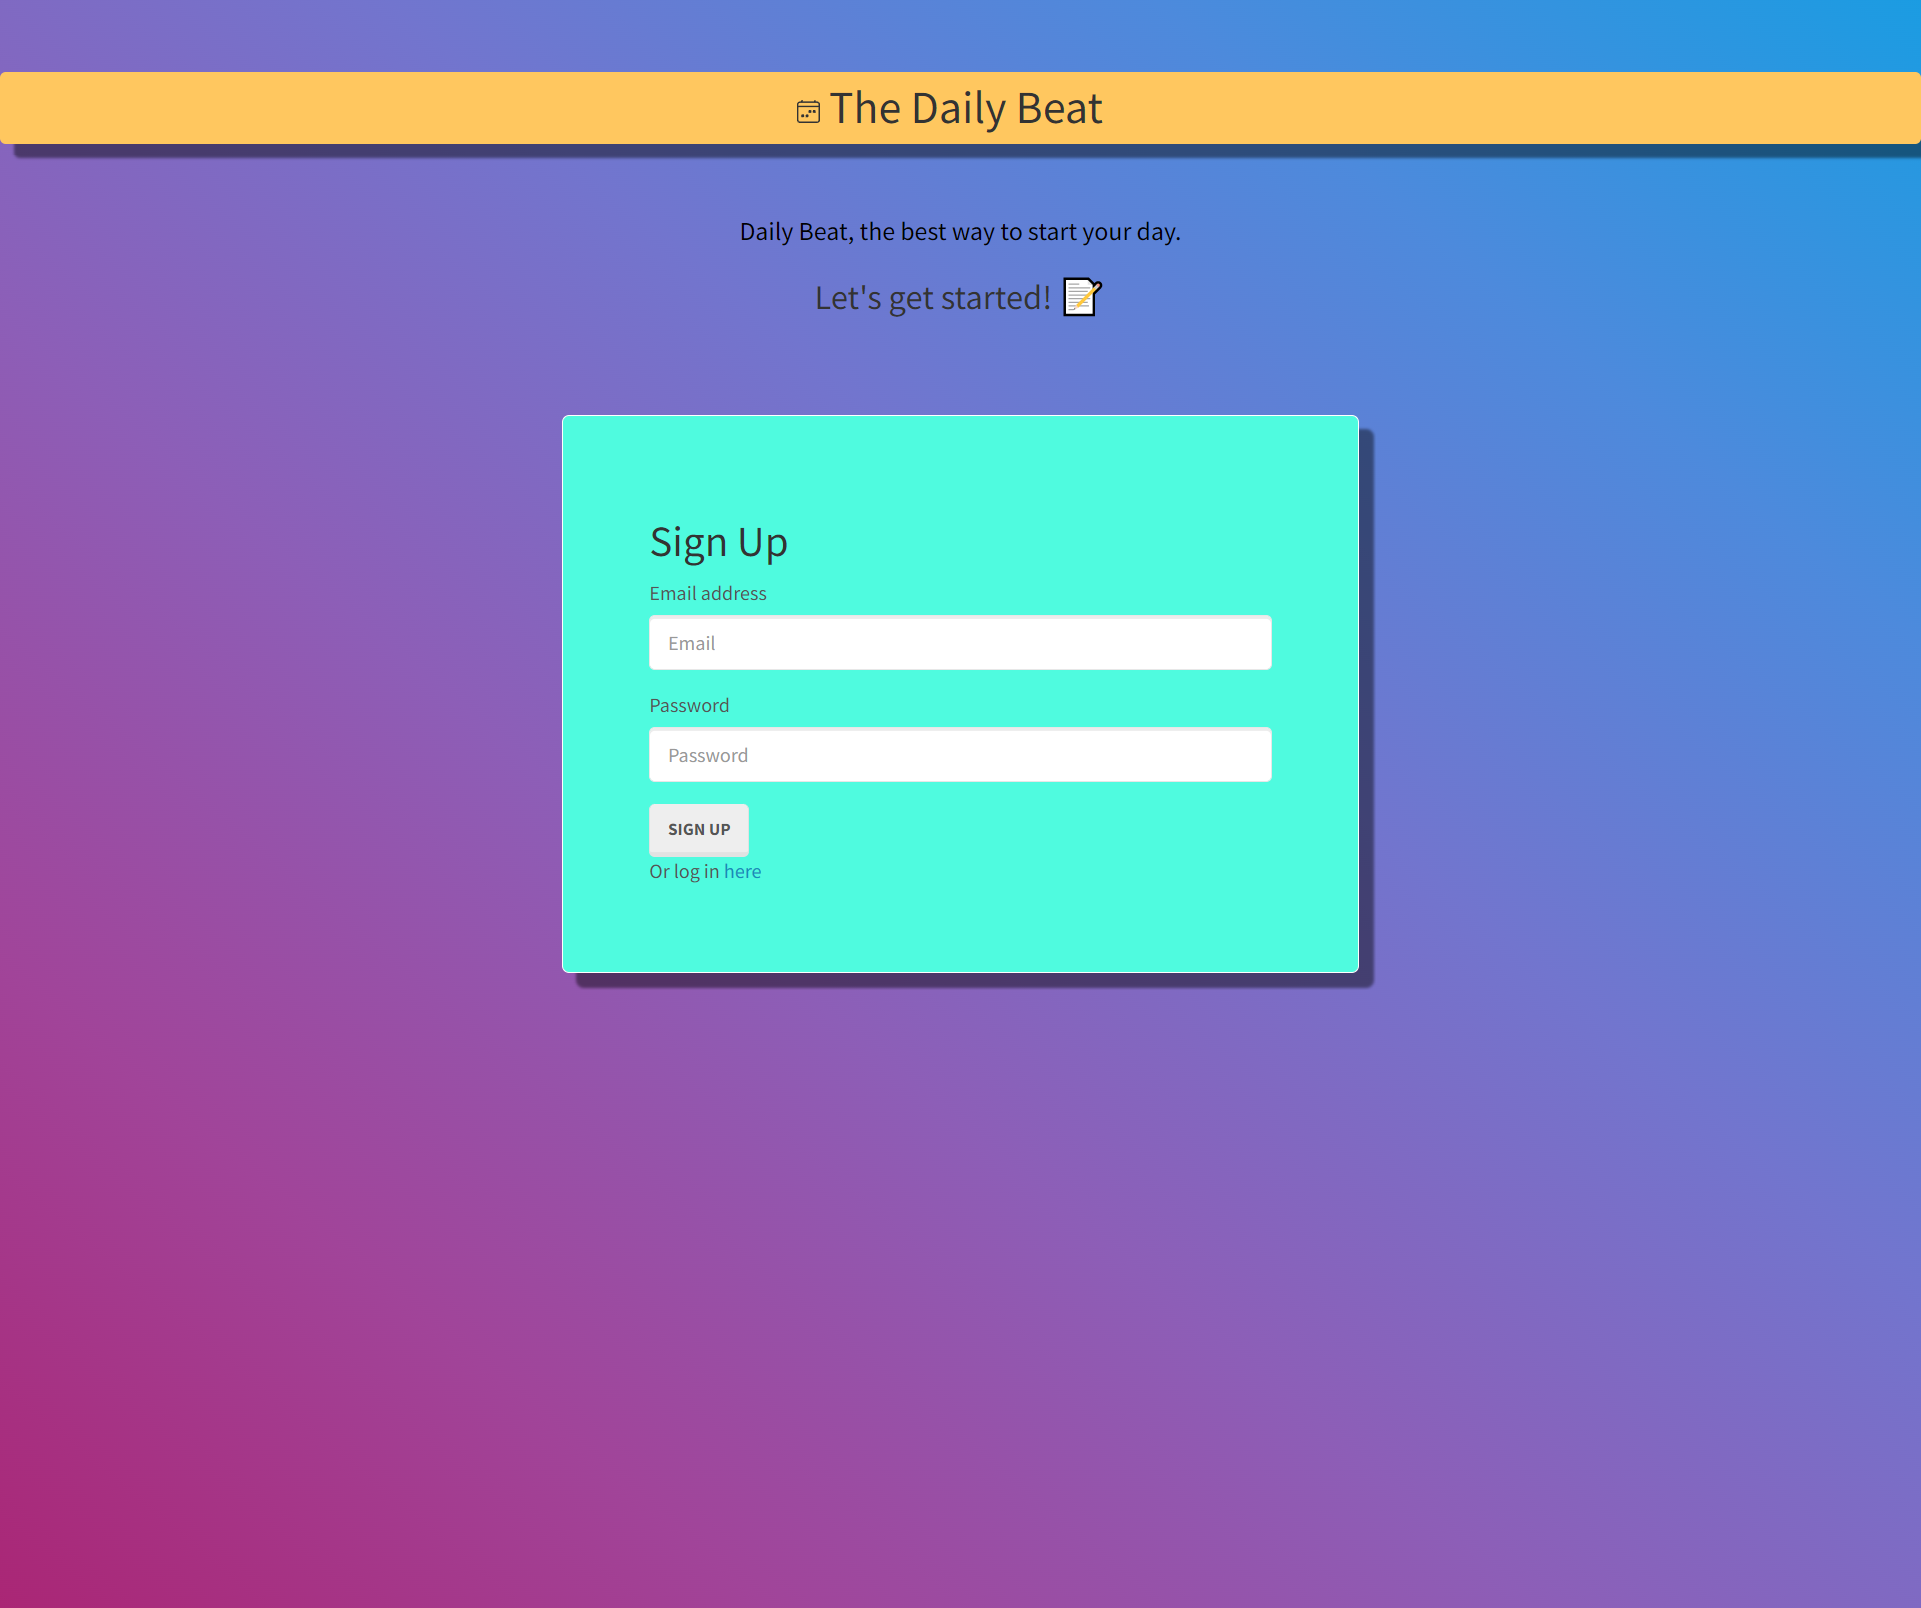 The Daily Beat
Daily Beat, the best way to start your day.
Let's get started! 📝
Sign Up
Email address
Email
Password
Password
SIGN UP
Or log in here